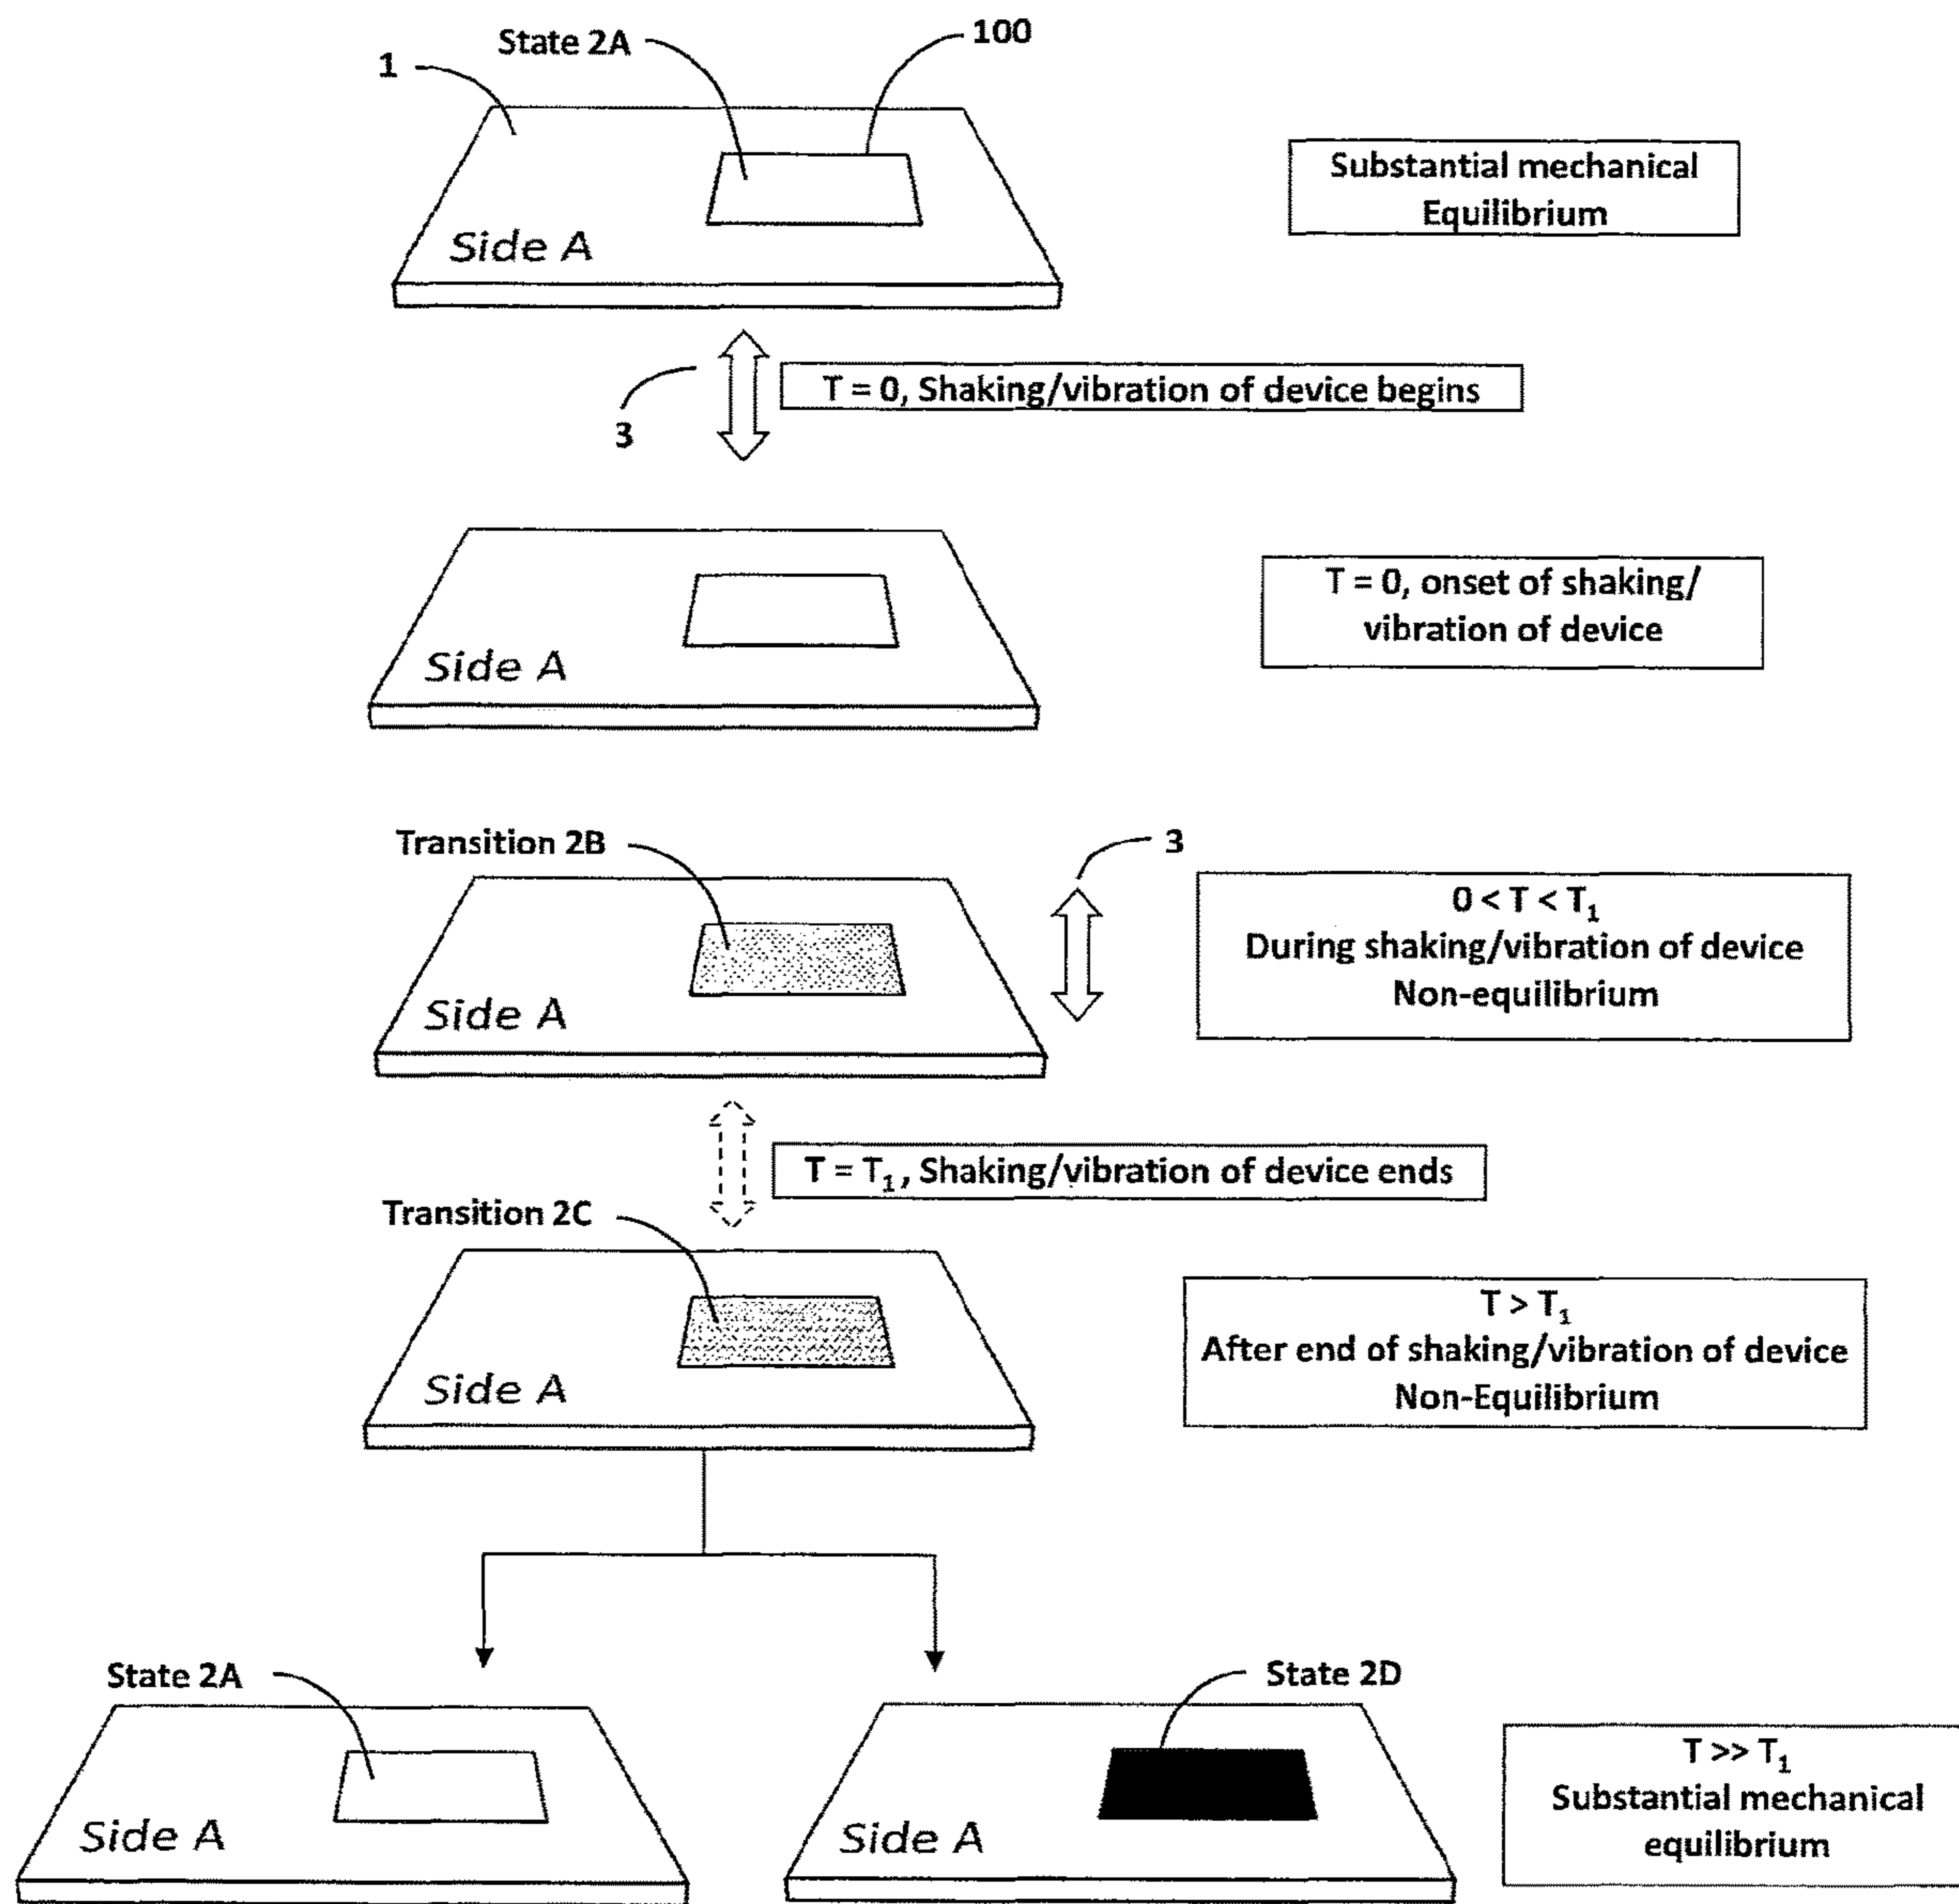 State 2A
100
1
Substantial mechanical
Equilibrium
Side A
3
T = 0, Shaking/vibration of device begins
T = 0, onset of shaking/
vibration of device
Side A
Transition 2B
3
0 < T < T₁
During shaking/vibration of device
Non-equilibrium
Side A
T = T₁, Shaking/vibration of device ends
Transition 2C
T > T₁
After end of shaking/vibration of device
Non-Equilibrium
Side A
State 2A
State 2D
T >> T₁
Substantial mechanical
equilibrium
Side A
Side A